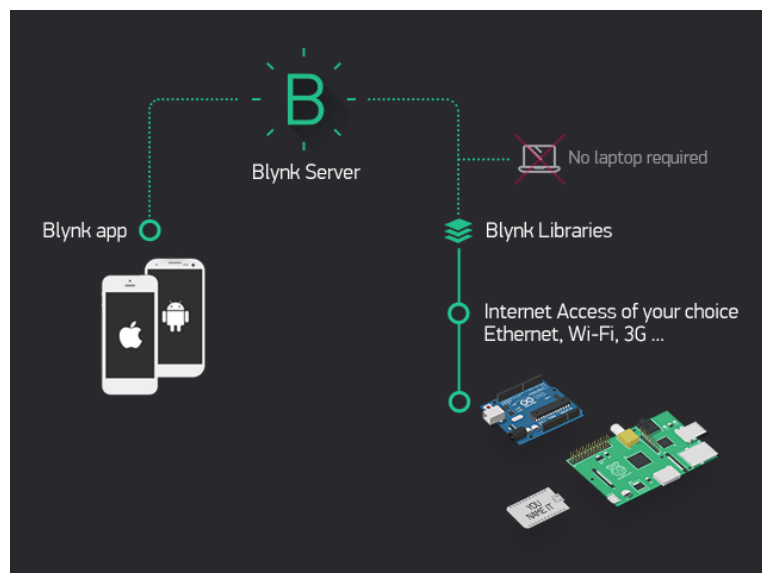 B
Blynk Server
No laptop required
Blynk app
Blynk Libraries
Internet Access of your choice
Ethernet, Wi-Fi, 3G ...
YOU
NAME IT